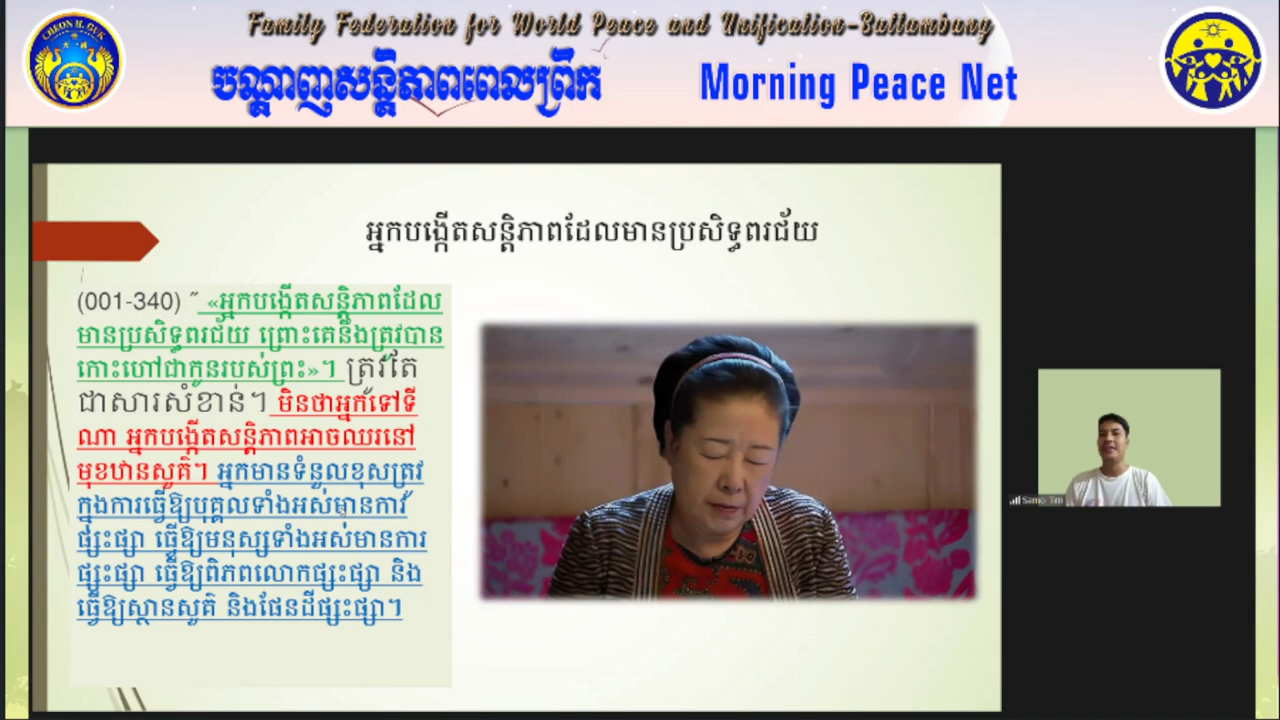 CHEON IL GUK
Family Federation for World Peace and Unification-Battambang
បណ្តាញសន្តិភាពពេលព្រឹក
Morning Peace Net
អ្នកបង្កើតសន្តិភាពដែលមានប្រសិទ្ធពរជ័យ
(001-340) ˝ «អ្នកបង្កើតសន្តិភាពដែល
មានប្រសិទ្ធពរជ័យ ព្រោះគេនឹងត្រូវបាន
កោះហៅជាកូនរបស់ព្រះ»។ ត្រូវតែ
ជាសារសំខាន់។ មិនថាអ្នកទៅទី
ណា អ្នកបង្កើតសន្តិភាពអាចឈរនៅ
មុខឋានសួគ៌។ អ្នកមានទំនួលខុសត្រូវ
ក្នុងការធ្វើឱ្យបុគ្គលទាំងអស់មានការ
ផ្សះផ្សា ធ្វើឱ្យមនុស្សទាំងអស់មានការ
ផ្សះផ្សា ធ្វើឱ្យពិភពលោកផ្សះផ្សា និង
ធ្វើឱ្យស្ថានសួគ៌ និងផែនដីផ្សះផ្សា។
Samol Tim